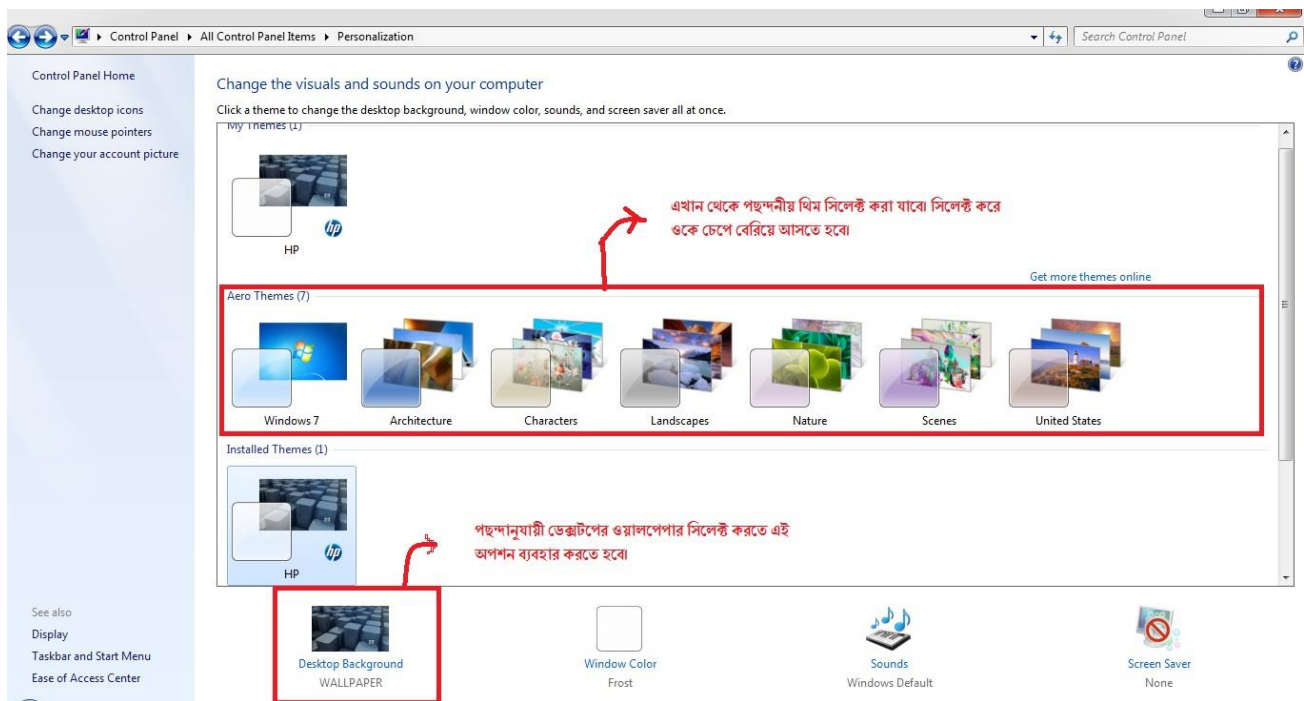 Control Panel ▸ All Control Panel Items ▸ Personalization
Search Control Panel
Control Panel Home
Change desktop icons
Change mouse pointers
Change your account picture
Change the visuals and sounds on your computer
Click a theme to change the desktop background, window color, sounds, and screen saver all at once.
My Themes (1)
hp
HP
এখান থেকে পছন্দনীয় থিম সিলেক্ট করা যাবে। সিলেক্ট করে
ওকে চেপে বেরিয়ে আসতে হবে।
Get more themes online
Aero Themes (7)
Windows 7
Architecture
Characters
Landscapes
Nature
Scenes
United States
Installed Themes (1)
hp
HP
পছন্দানুযায়ী ডেক্সটপের ওয়ালপেপার সিলেক্ট করতে এই
অপশন ব্যবহার করতে হবে।
See also
Display
Taskbar and Start Menu
Ease of Access Center
Desktop Background
WALLPAPER
Window Color
Frost
Sounds
Windows Default
Screen Saver
None